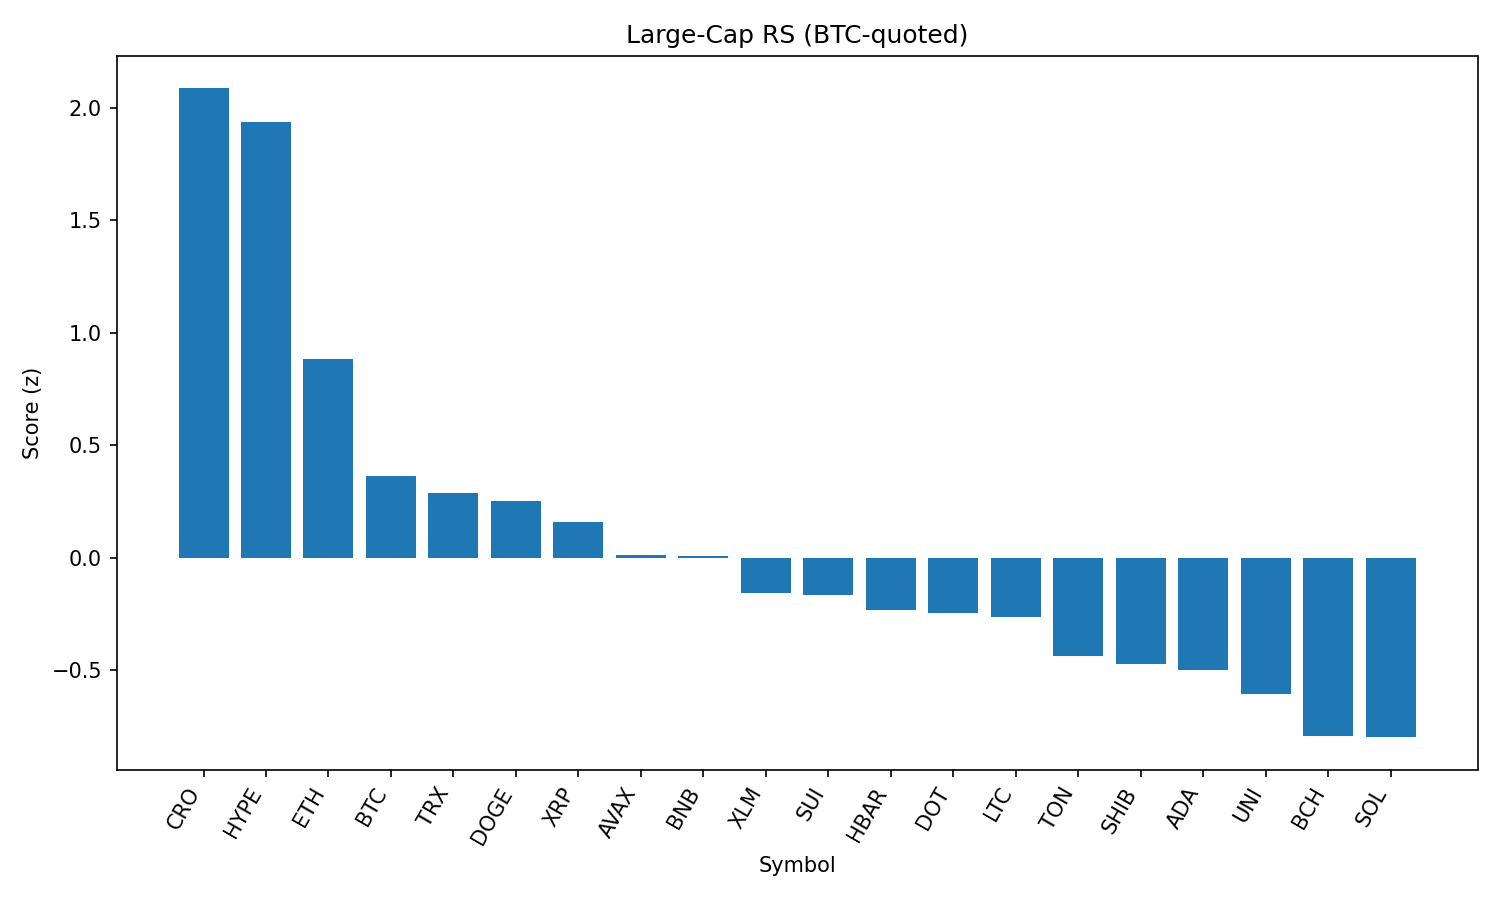 Large-Cap RS (BTC-quoted)
Score (z)
2.0
1.5
1.0
0.5
0.0
−0.5
CRO
HYPE
ETH
BTC
TRX
DOGE
XRP
AVAX
BNB
XLM
SUI
HBAR
DOT
LTC
TON
SHIB
ADA
UNI
BCH
SOL
Symbol